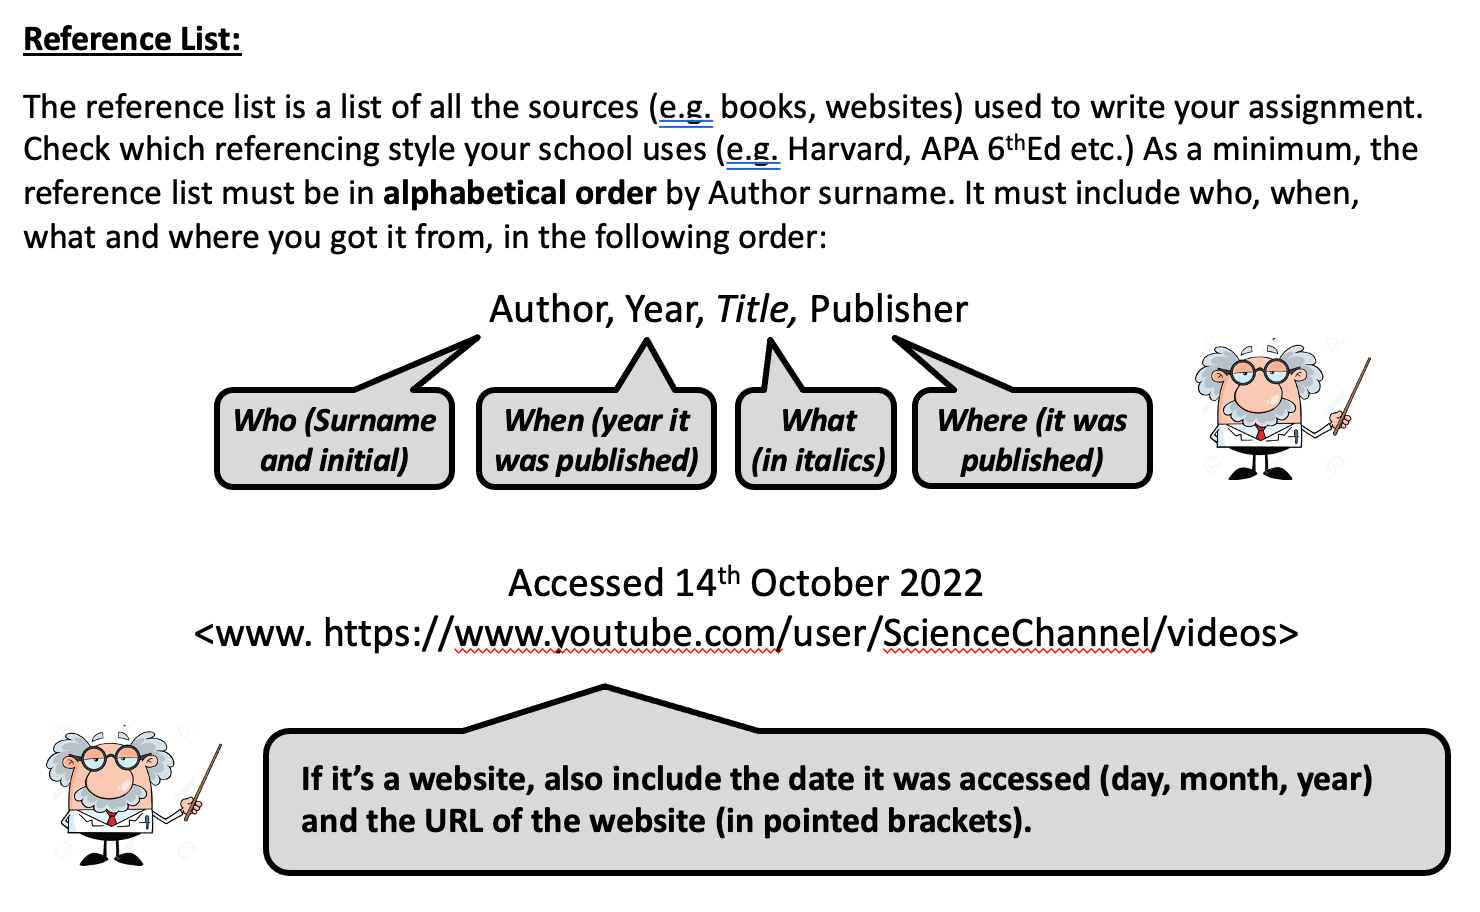 Reference List:
The reference list is a list of all the sources (e.g. books, websites) used to write your assignment.
Check which referencing style your school uses (e.g. Harvard, APA 6thEd etc.) As a minimum, the
reference list must be in alphabetical order by Author surname. It must include who, when,
what and where you got it from, in the following order:
Author, Year, Title, Publisher
Who (Surname
and initial)
When (year it
was published)
What
(in italics)
Where (it was
published)
Accessed 14th October 2022
<www. https://www.youtube.com/user/ScienceChannel/videos>
If it’s a website, also include the date it was accessed (day, month, year)
and the URL of the website (in pointed brackets).